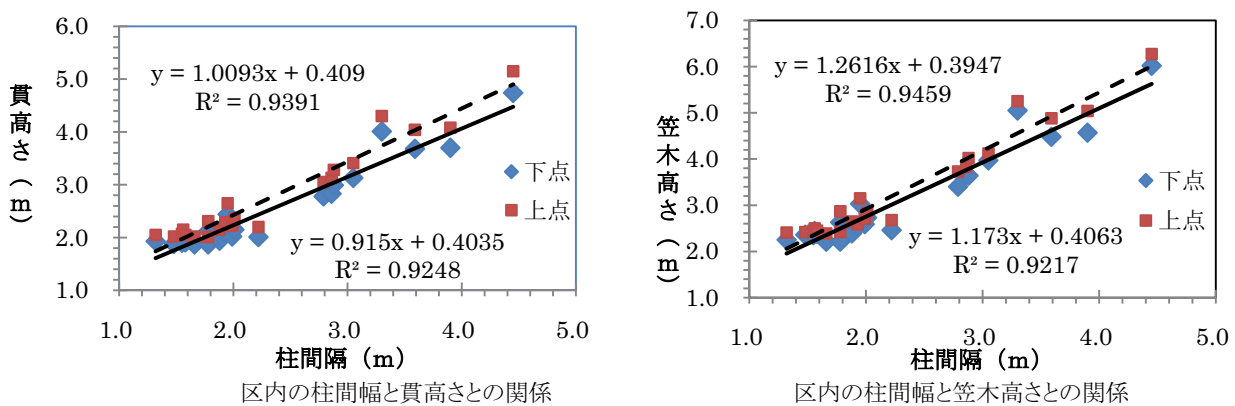 貫高さ（m）
6.0
5.0
4.0
3.0
2.0
1.0
y = 1.0093x + 0.409
R² = 0.9391
下点
上点
0.915x + 0.4035
R² = 0.9248
1.0 2.0 3.0 4.0 5.0
柱間隔（m）
区内の柱間幅と貫高さとの関係
笠木高さ（m）
7.0
6.0
5.0
4.0
3.0
2.0
1.0
y = 1.2616x + 0.3947
R² = 0.9459
下点
上点
y = 1.173x + 0.4063
R² = 0.9217
1.0 2.0 3.0 4.0 5.0
柱間隔（m）
区内の柱間幅と笠木高さとの関係